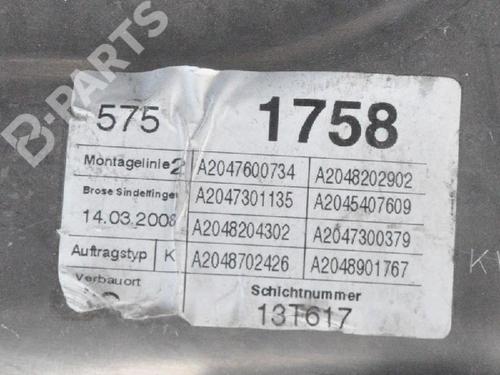 B-PARTS
575 1758
Montagelinie 2 A2047600734 A2048202902
Brose Sindelfingen A2047301135 A2045407609
14.03.2008 A2048204302 A2047300379
Auftragstyp K A2048702426 A2048901767
Verbauort Schichtnummer
13T617